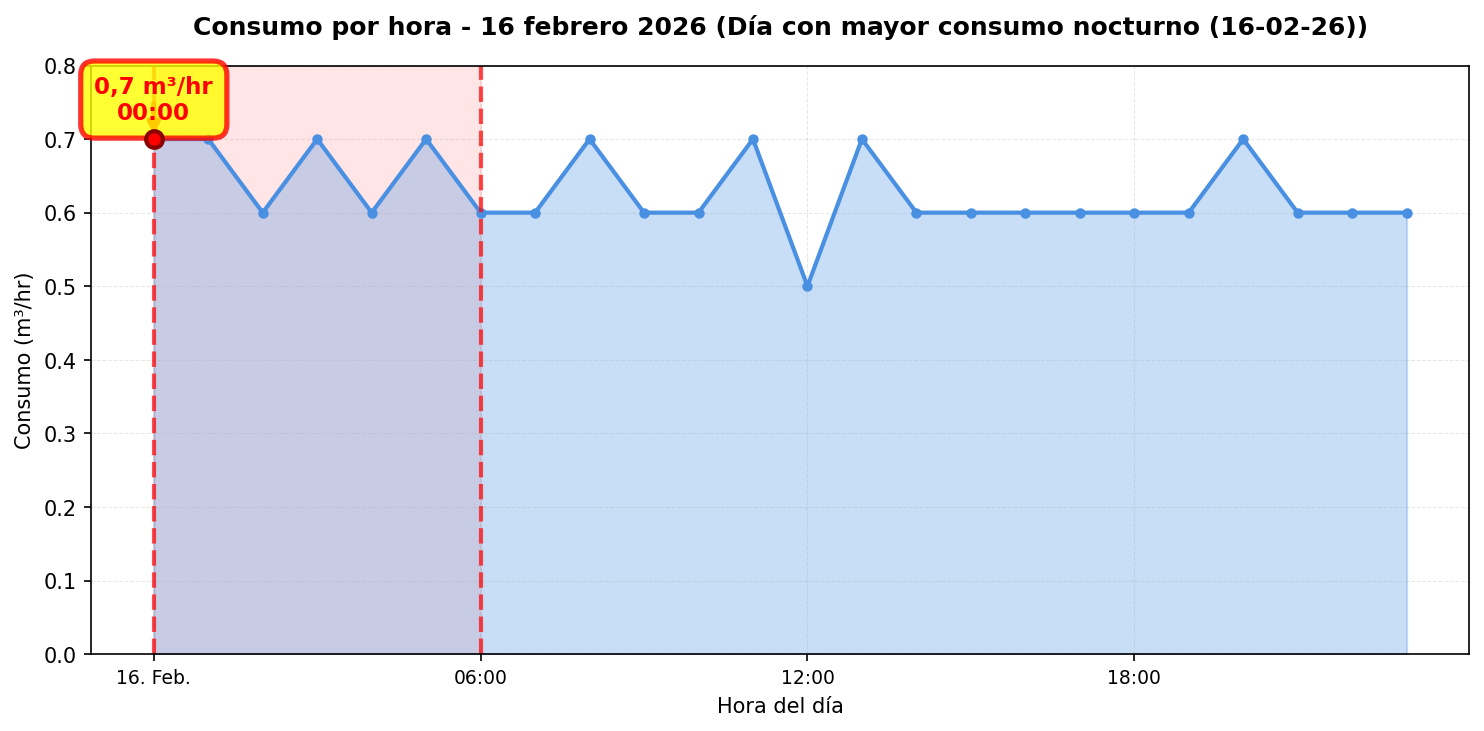 Consumo por hora - 16 febrero 2026 (Día con mayor consumo nocturno (16-02-26))
0,7 m³/hr
00:00
Consumo (m³/hr)
0.8
0.7
0.6
0.5
0.4
0.3
0.2
0.1
0.0
16. Feb.
06:00
12:00
18:00
Hora del día